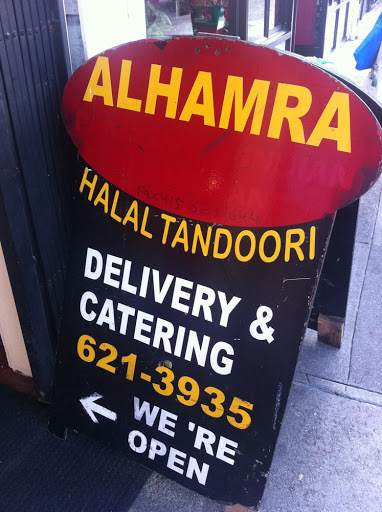 ALHAMRA
HALAL TANDOORI
DELIVERY &
CATERING
621-3935
WE 'RE
OPEN